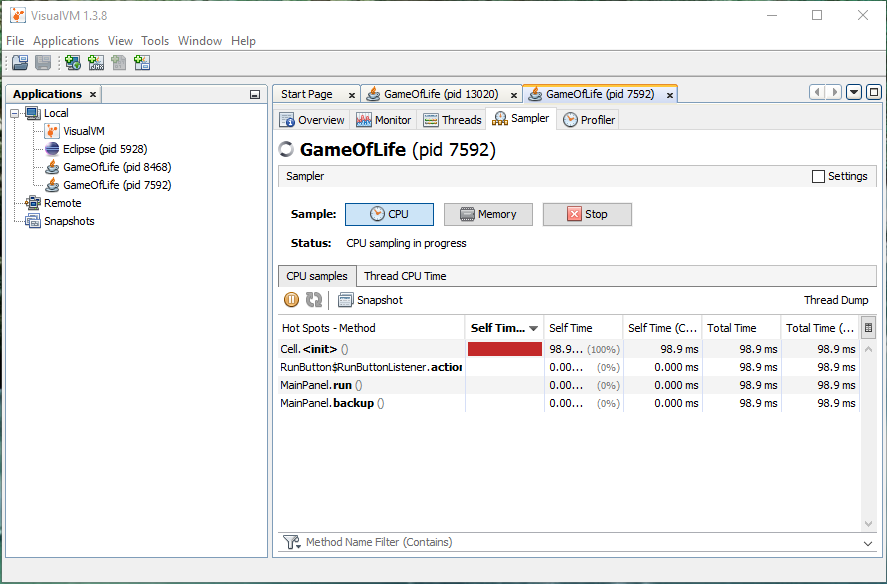 VisualVM 1.3.8
File Applications View Tools Window Help
Applications ×
Local
VisualVM
Eclipse (pid 5928)
GameOfLife (pid 8468)
GameOfLife (pid 7592)
Remote
Snapshots
Start Page × GameOfLife (pid 13020) × GameOfLife (pid 7592) ×
Overview Monitor Threads Sampler Profiler
GameOfLife (pid 7592)
Sampler Settings
Sample: CPU Memory Stop
Status: CPU sampling in progress
CPU samples Thread CPU Time
Snapshot Thread Dump
Hot Spots - Method Self Tim... Self Time Self Time (C... Total Time Total Time (...
Cell.<init> () 98.9... (100%) 98.9 ms 98.9 ms 98.9 ms
RunButton$RunButtonListener.action 0.00... (0%) 0.000 ms 98.9 ms 98.9 ms
MainPanel.run () 0.00... (0%) 0.000 ms 98.9 ms 98.9 ms
MainPanel.backup () 0.00... (0%) 0.000 ms 98.9 ms 98.9 ms
Method Name Filter (Contains)